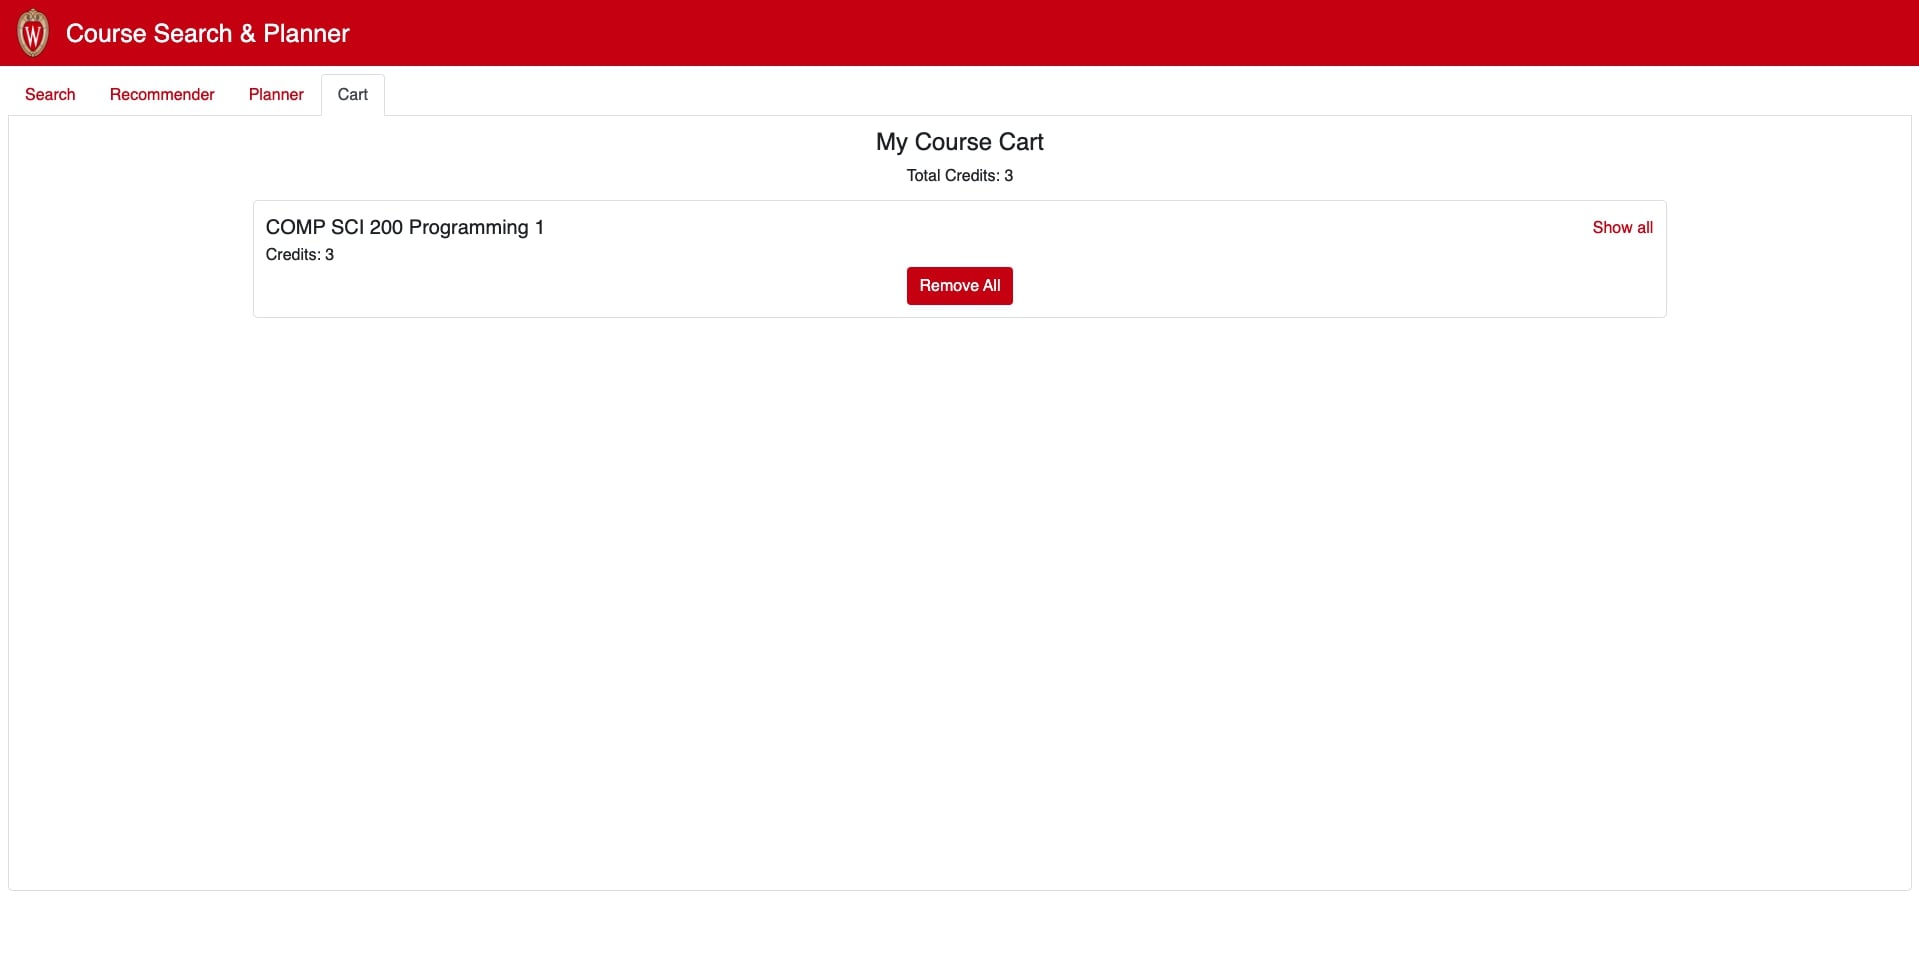 W
Course Search & Planner
Search Recommender Planner Cart
My Course Cart
Total Credits: 3
COMP SCI 200 Programming 1 Show all
Credits: 3
Remove All